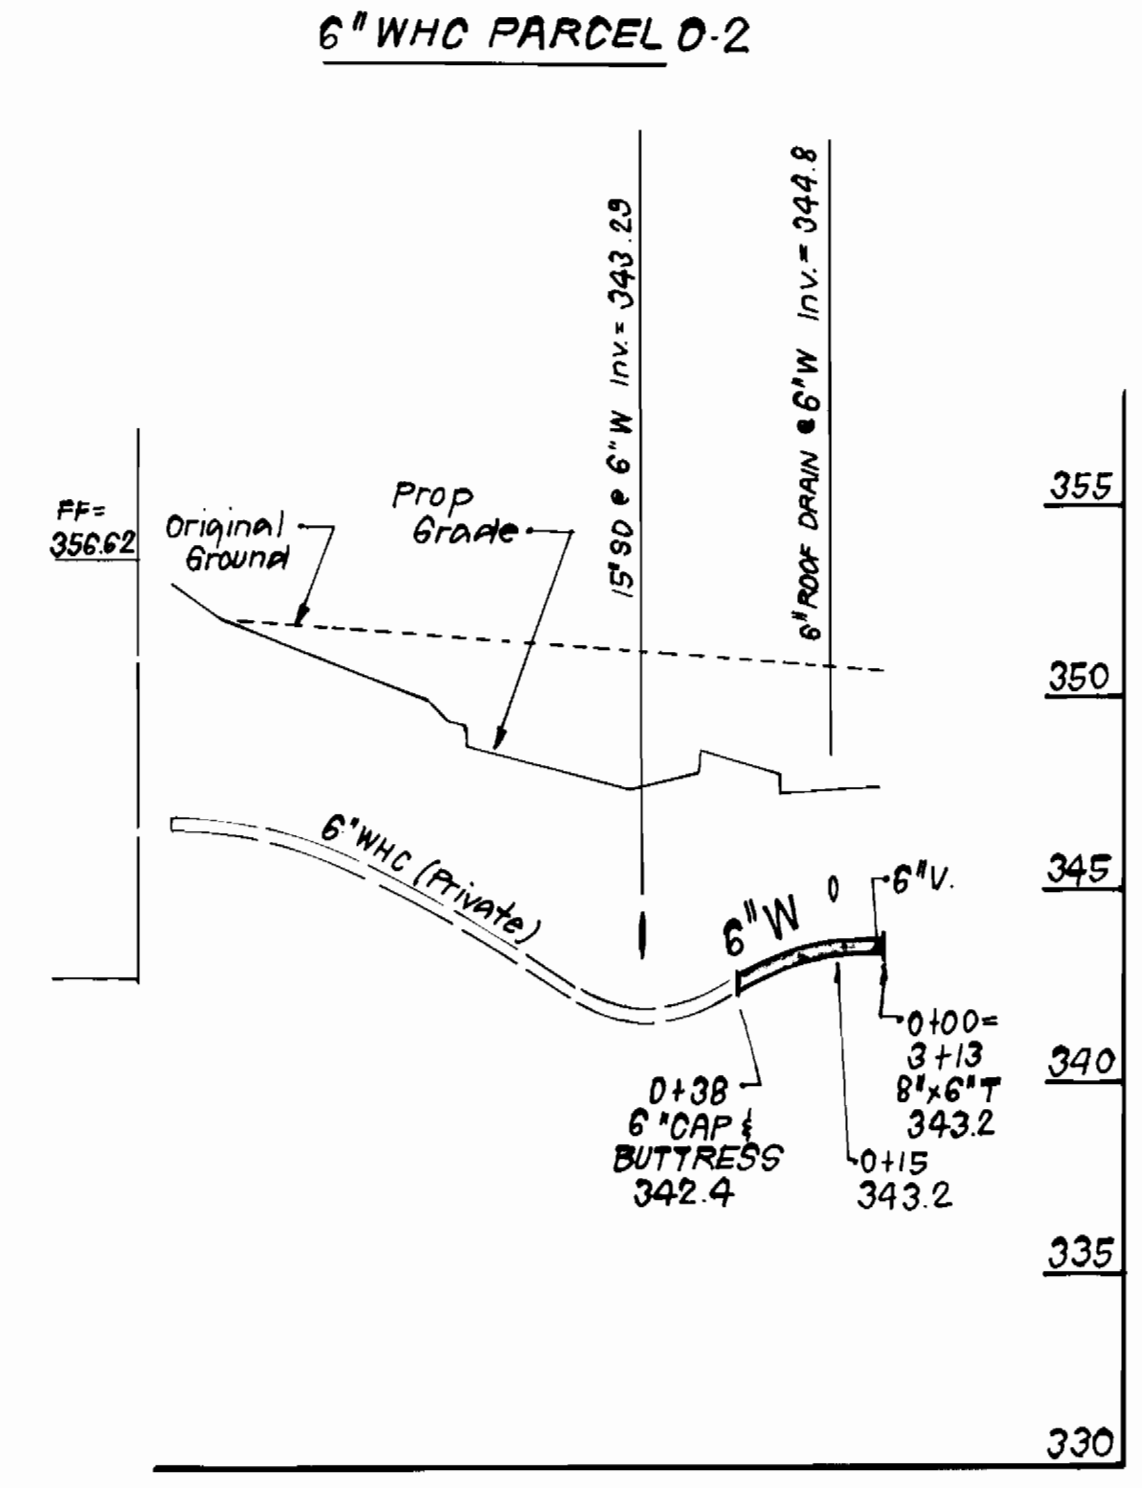 6" WHC PARCEL O-2
15" SD @ 6" W Inv. = 343.29
6" ROOF DRAIN @ 6" W Inv. = 344.8
FF=
356.62
Original
Ground
Prop
Grade
355
350
345
340
335
330
6" WHC (Private)
6" W
6" V.
0+00=
3+13
8"x6" T
343.2
0+38
6" CAP &
BUTTRESS
342.4
0+15
343.2